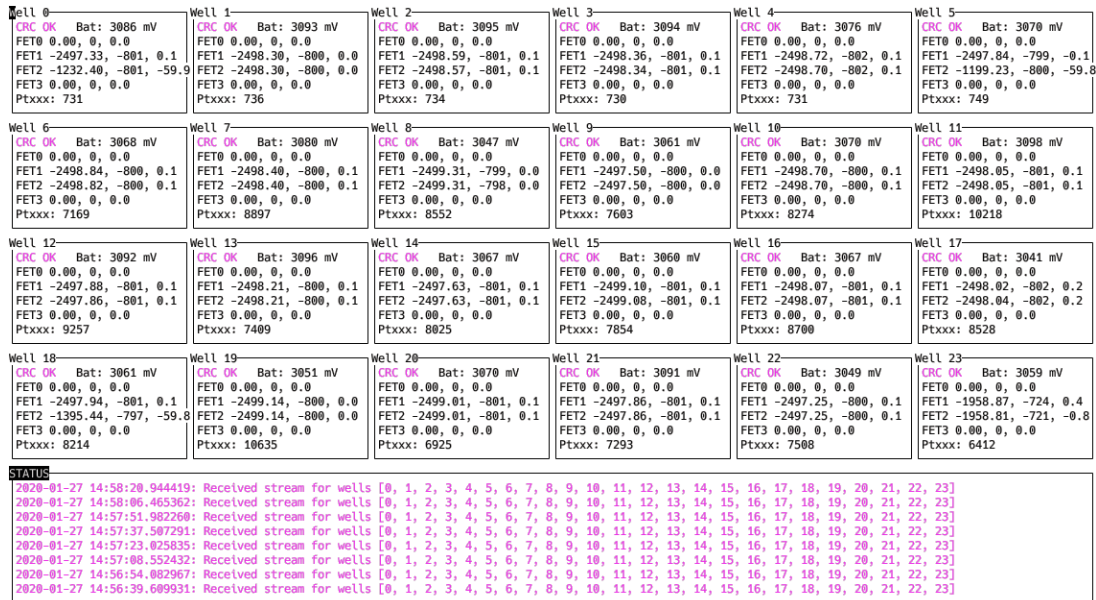 Well 0 Well 1 Well 2 Well 3 Well 4 Well 5
CRC OK Bat: 3086 mV CRC OK Bat: 3093 mV CRC OK Bat: 3095 mV CRC OK Bat: 3094 mV CRC OK Bat: 3076 mV CRC OK Bat: 3070 mV
FET0 0.00, 0, 0.0 FET0 0.00, 0, 0.0 FET0 0.00, 0, 0.0 FET0 0.00, 0, 0.0 FET0 0.00, 0, 0.0 FET0 0.00, 0, 0.0
FET1 -2497.33, -801, 0.1 FET1 -2498.30, -800, 0.0 FET1 -2498.59, -801, 0.1 FET1 -2498.36, -801, 0.1 FET1 -2498.72, -802, 0.1 FET1 -2497.84, -799, -0.1
FET2 -1232.40, -801, -59.9 FET2 -2498.30, -800, 0.0 FET2 -2498.57, -801, 0.1 FET2 -2498.34, -801, 0.1 FET2 -2498.70, -802, 0.1 FET2 -1199.23, -800, -59.8
FET3 0.00, 0, 0.0 FET3 0.00, 0, 0.0 FET3 0.00, 0, 0.0 FET3 0.00, 0, 0.0 FET3 0.00, 0, 0.0 FET3 0.00, 0, 0.0
Ptxxx: 731 Ptxxx: 736 Ptxxx: 734 Ptxxx: 730 Ptxxx: 731 Ptxxx: 749
Well 6 Well 7 Well 8 Well 9 Well 10 Well 11
CRC OK Bat: 3068 mV CRC OK Bat: 3080 mV CRC OK Bat: 3047 mV CRC OK Bat: 3061 mV CRC OK Bat: 3070 mV CRC OK Bat: 3098 mV
FET0 0.00, 0, 0.0 FET0 0.00, 0, 0.0 FET0 0.00, 0, 0.0 FET0 0.00, 0, 0.0 FET0 0.00, 0, 0.0 FET0 0.00, 0, 0.0
FET1 -2498.84, -800, 0.1 FET1 -2498.40, -800, 0.1 FET1 -2499.31, -799, 0.0 FET1 -2497.50, -800, 0.0 FET1 -2498.70, -800, 0.1 FET1 -2498.05, -801, 0.1
FET2 -2498.82, -800, 0.1 FET2 -2498.40, -800, 0.1 FET2 -2499.31, -798, 0.0 FET2 -2497.50, -800, 0.0 FET2 -2498.70, -800, 0.1 FET2 -2498.05, -801, 0.1
FET3 0.00, 0, 0.0 FET3 0.00, 0, 0.0 FET3 0.00, 0, 0.0 FET3 0.00, 0, 0.0 FET3 0.00, 0, 0.0 FET3 0.00, 0, 0.0
Ptxxx: 7169 Ptxxx: 8897 Ptxxx: 8552 Ptxxx: 7603 Ptxxx: 8274 Ptxxx: 10218
Well 12 Well 13 Well 14 Well 15 Well 16 Well 17
CRC OK Bat: 3092 mV CRC OK Bat: 3096 mV CRC OK Bat: 3067 mV CRC OK Bat: 3060 mV CRC OK Bat: 3067 mV CRC OK Bat: 3041 mV
FET0 0.00, 0, 0.0 FET0 0.00, 0, 0.0 FET0 0.00, 0, 0.0 FET0 0.00, 0, 0.0 FET0 0.00, 0, 0.0 FET0 0.00, 0, 0.0
FET1 -2497.88, -801, 0.1 FET1 -2498.21, -800, 0.1 FET1 -2497.63, -801, 0.1 FET1 -2499.10, -801, 0.1 FET1 -2498.07, -801, 0.1 FET1 -2498.02, -802, 0.2
FET2 -2497.86, -801, 0.1 FET2 -2498.21, -800, 0.1 FET2 -2497.63, -801, 0.1 FET2 -2499.08, -801, 0.1 FET2 -2498.07, -801, 0.1 FET2 -2498.04, -802, 0.2
FET3 0.00, 0, 0.0 FET3 0.00, 0, 0.0 FET3 0.00, 0, 0.0 FET3 0.00, 0, 0.0 FET3 0.00, 0, 0.0 FET3 0.00, 0, 0.0
Ptxxx: 9257 Ptxxx: 7409 Ptxxx: 8025 Ptxxx: 7854 Ptxxx: 8700 Ptxxx: 8528
Well 18 Well 19 Well 20 Well 21 Well 22 Well 23
CRC OK Bat: 3061 mV CRC OK Bat: 3051 mV CRC OK Bat: 3070 mV CRC OK Bat: 3091 mV CRC OK Bat: 3049 mV CRC OK Bat: 3059 mV
FET0 0.00, 0, 0.0 FET0 0.00, 0, 0.0 FET0 0.00, 0, 0.0 FET0 0.00, 0, 0.0 FET0 0.00, 0, 0.0 FET0 0.00, 0, 0.0
FET1 -2497.94, -801, 0.1 FET1 -2499.14, -800, 0.0 FET1 -2499.01, -801, 0.1 FET1 -2497.86, -801, 0.1 FET1 -2497.25, -800, 0.1 FET1 -1958.87, -724, 0.4
FET2 -1395.44, -797, -59.8 FET2 -2499.14, -800, 0.0 FET2 -2499.01, -801, 0.1 FET2 -2497.86, -801, 0.1 FET2 -2497.25, -800, 0.1 FET2 -1958.81, -721, -0.8
FET3 0.00, 0, 0.0 FET3 0.00, 0, 0.0 FET3 0.00, 0, 0.0 FET3 0.00, 0, 0.0 FET3 0.00, 0, 0.0 FET3 0.00, 0, 0.0
Ptxxx: 8214 Ptxxx: 10635 Ptxxx: 6925 Ptxxx: 7293 Ptxxx: 7508 Ptxxx: 6412
STATUS
2020-01-27 14:58:20.944419: Received stream for wells [0, 1, 2, 3, 4, 5, 6, 7, 8, 9, 10, 11, 12, 13, 14, 15, 16, 17, 18, 19, 20, 21, 22, 23]
2020-01-27 14:58:06.465362: Received stream for wells [0, 1, 2, 3, 4, 5, 6, 7, 8, 9, 10, 11, 12, 13, 14, 15, 16, 17, 18, 19, 20, 21, 22, 23]
2020-01-27 14:57:51.982260: Received stream for wells [0, 1, 2, 3, 4, 5, 6, 7, 8, 9, 10, 11, 12, 13, 14, 15, 16, 17, 18, 19, 20, 21, 22, 23]
2020-01-27 14:57:37.507291: Received stream for wells [0, 1, 2, 3, 4, 5, 6, 7, 8, 9, 10, 11, 12, 13, 14, 15, 16, 17, 18, 19, 20, 21, 22, 23]
2020-01-27 14:57:23.025835: Received stream for wells [0, 1, 2, 3, 4, 5, 6, 7, 8, 9, 10, 11, 12, 13, 14, 15, 16, 17, 18, 19, 20, 21, 22, 23]
2020-01-27 14:57:08.552432: Received stream for wells [0, 1, 2, 3, 4, 5, 6, 7, 8, 9, 10, 11, 12, 13, 14, 15, 16, 17, 18, 19, 20, 21, 22, 23]
2020-01-27 14:56:54.082967: Received stream for wells [0, 1, 2, 3, 4, 5, 6, 7, 8, 9, 10, 11, 12, 13, 14, 15, 16, 17, 18, 19, 20, 21, 22, 23]
2020-01-27 14:56:39.609931: Received stream for wells [0, 1, 2, 3, 4, 5, 6, 7, 8, 9, 10, 11, 12, 13, 14, 15, 16, 17, 18, 19, 20, 21, 22, 23]